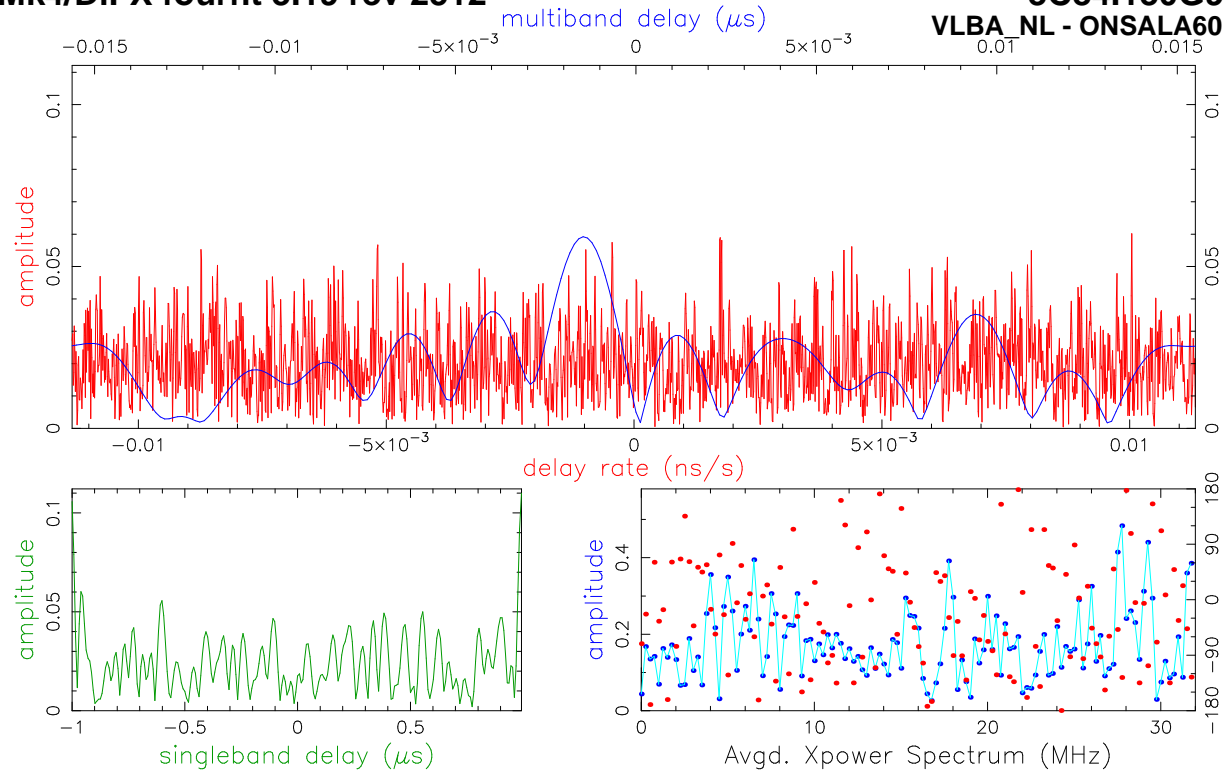 multiband delay (μs)
VLBA_NL - ONSALA60
−0.015 −0.01 −5×10⁻³ 0 5×10⁻³ 0.01 0.015
amplitude
0 0.05 0.1
0 0.05 0.1
−0.01 −5×10⁻³ 0 5×10⁻³ 0.01
delay rate (ns/s)
amplitude
0 0.05 0.1
−1 −0.5 0 0.5
singleband delay (μs)
amplitude
0 0.2 0.4
−180 −90 0 90 180
0 10 20 30
Avgd. Xpower Spectrum (MHz)